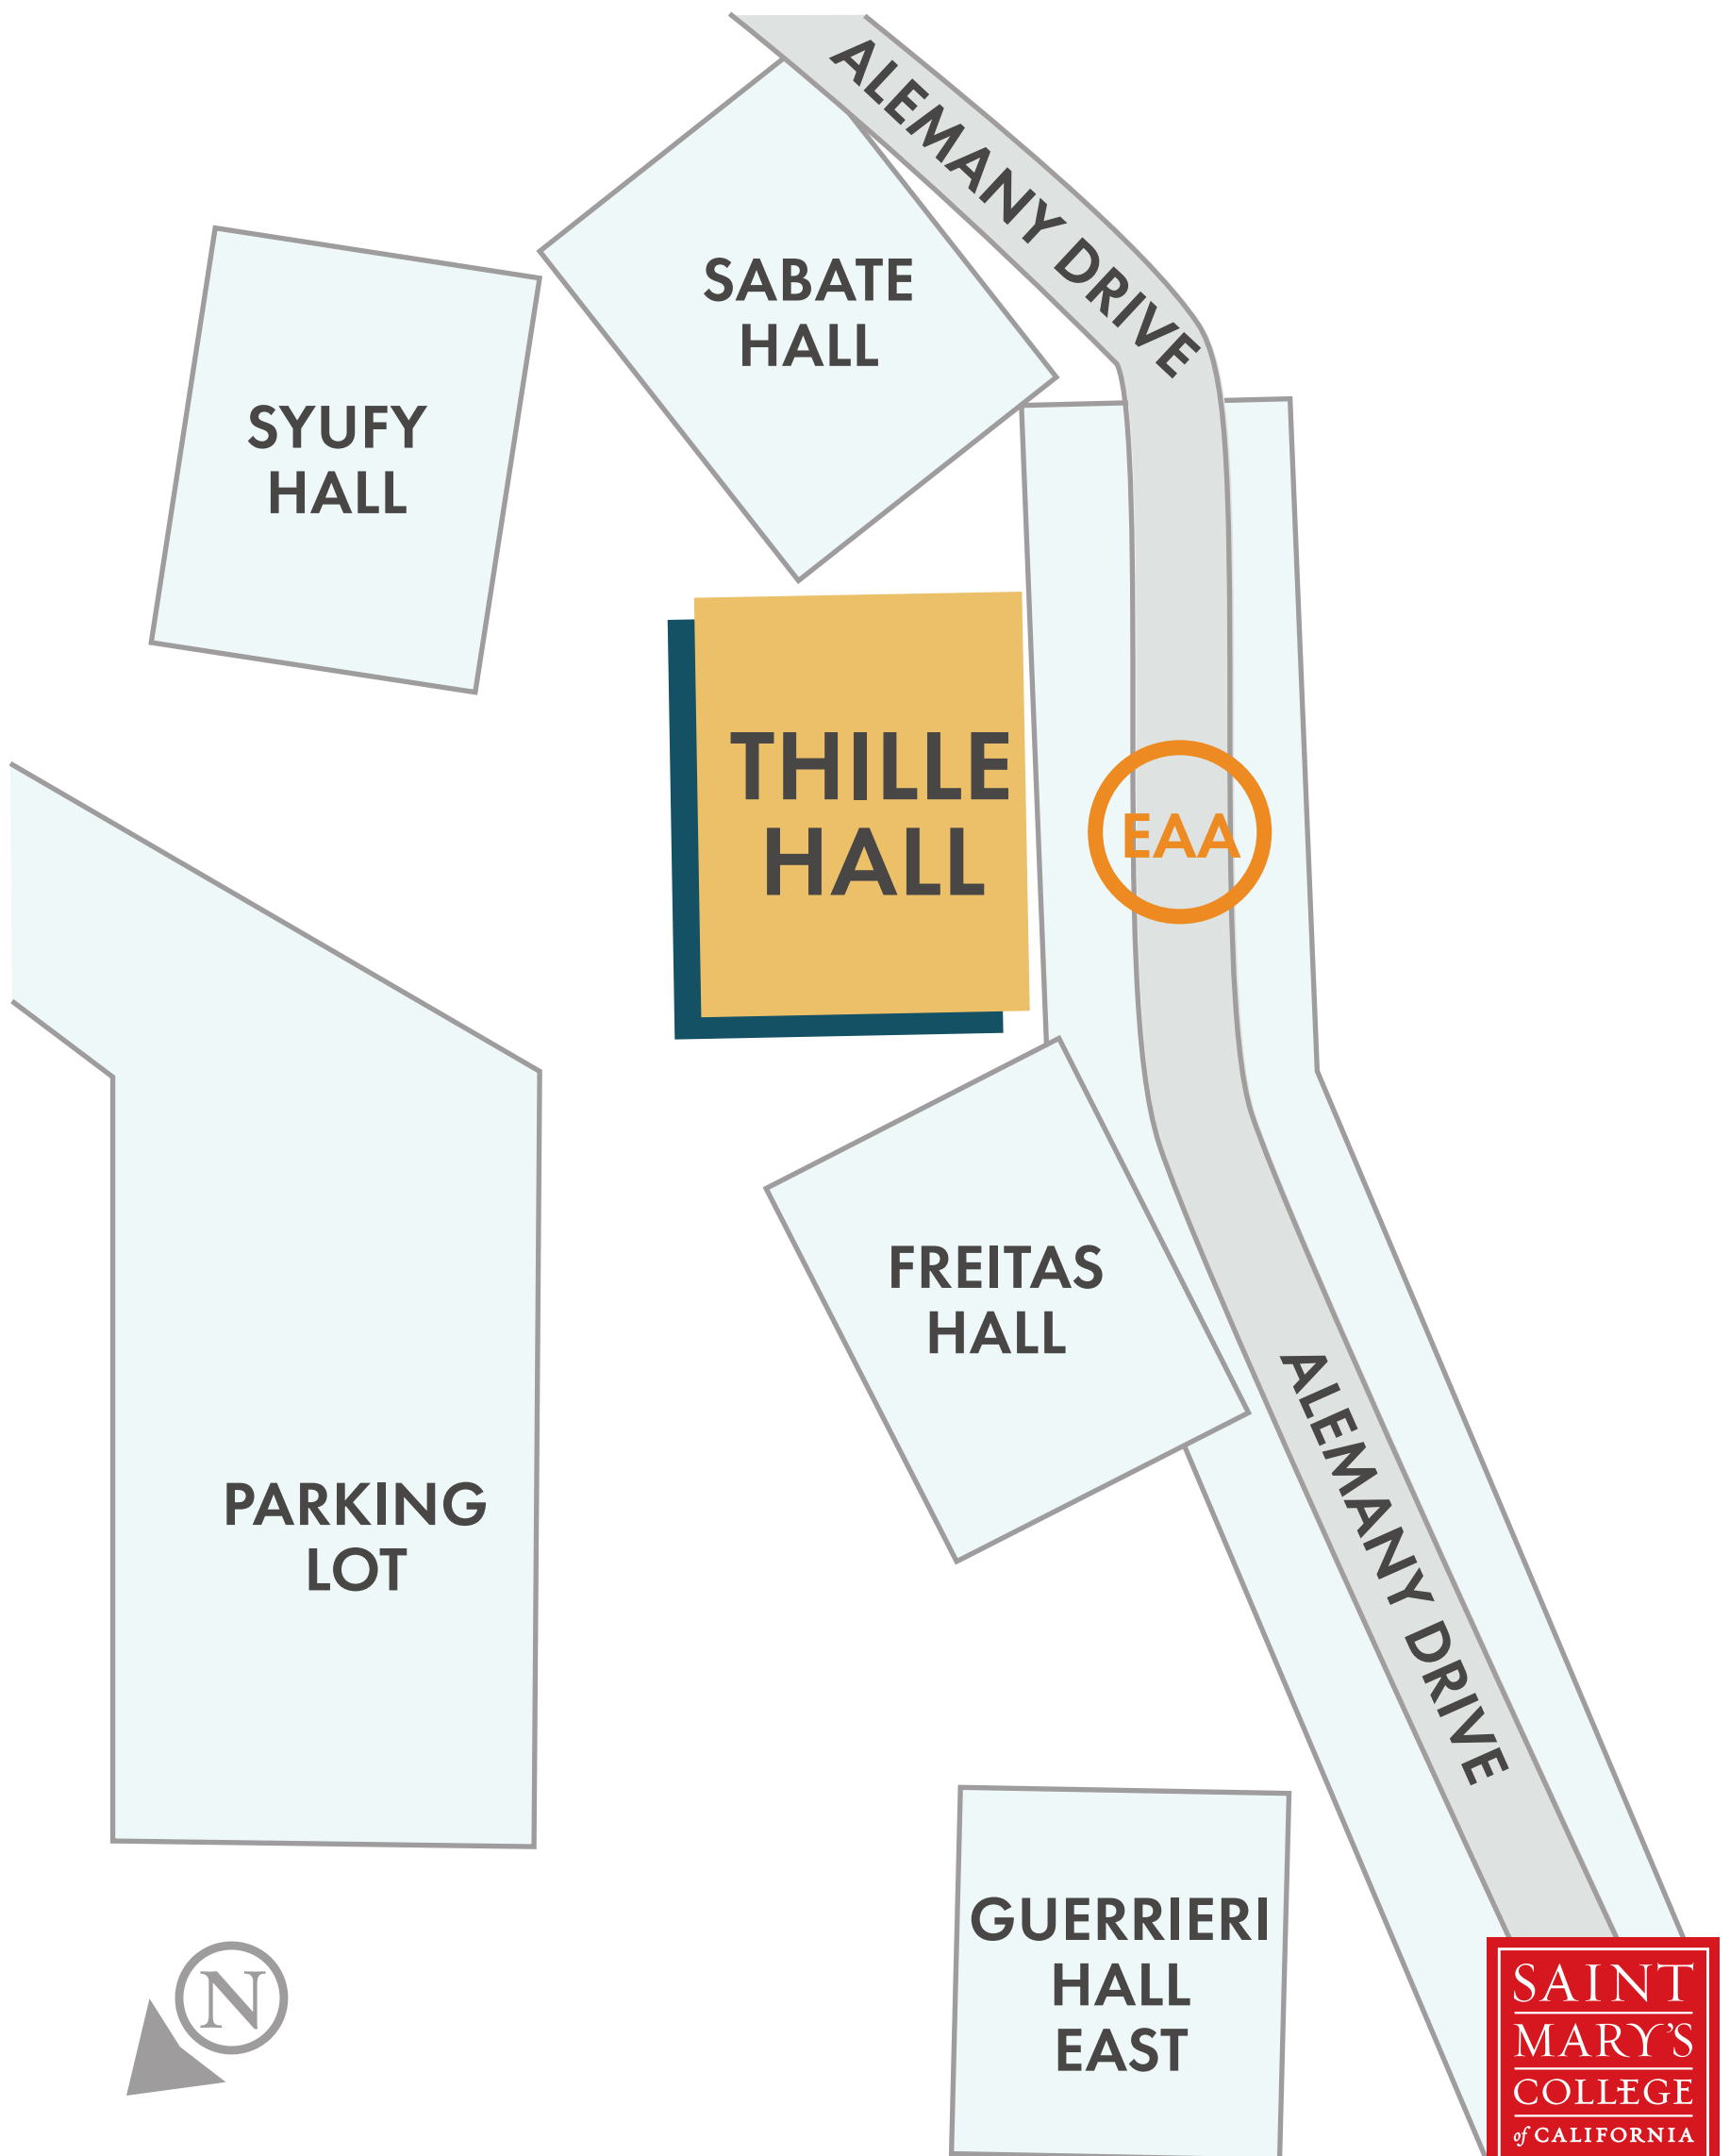 ALEMANY DRIVE
SABATE
HALL
SYUFY
HALL
THILLE
HALL
EAA
FREITAS
HALL
ALEMANY DRIVE
PARKING
LOT
GUERRIERI
HALL
EAST
N
SAINT
MARY'S
COLLEGE
of CALIFORNIA